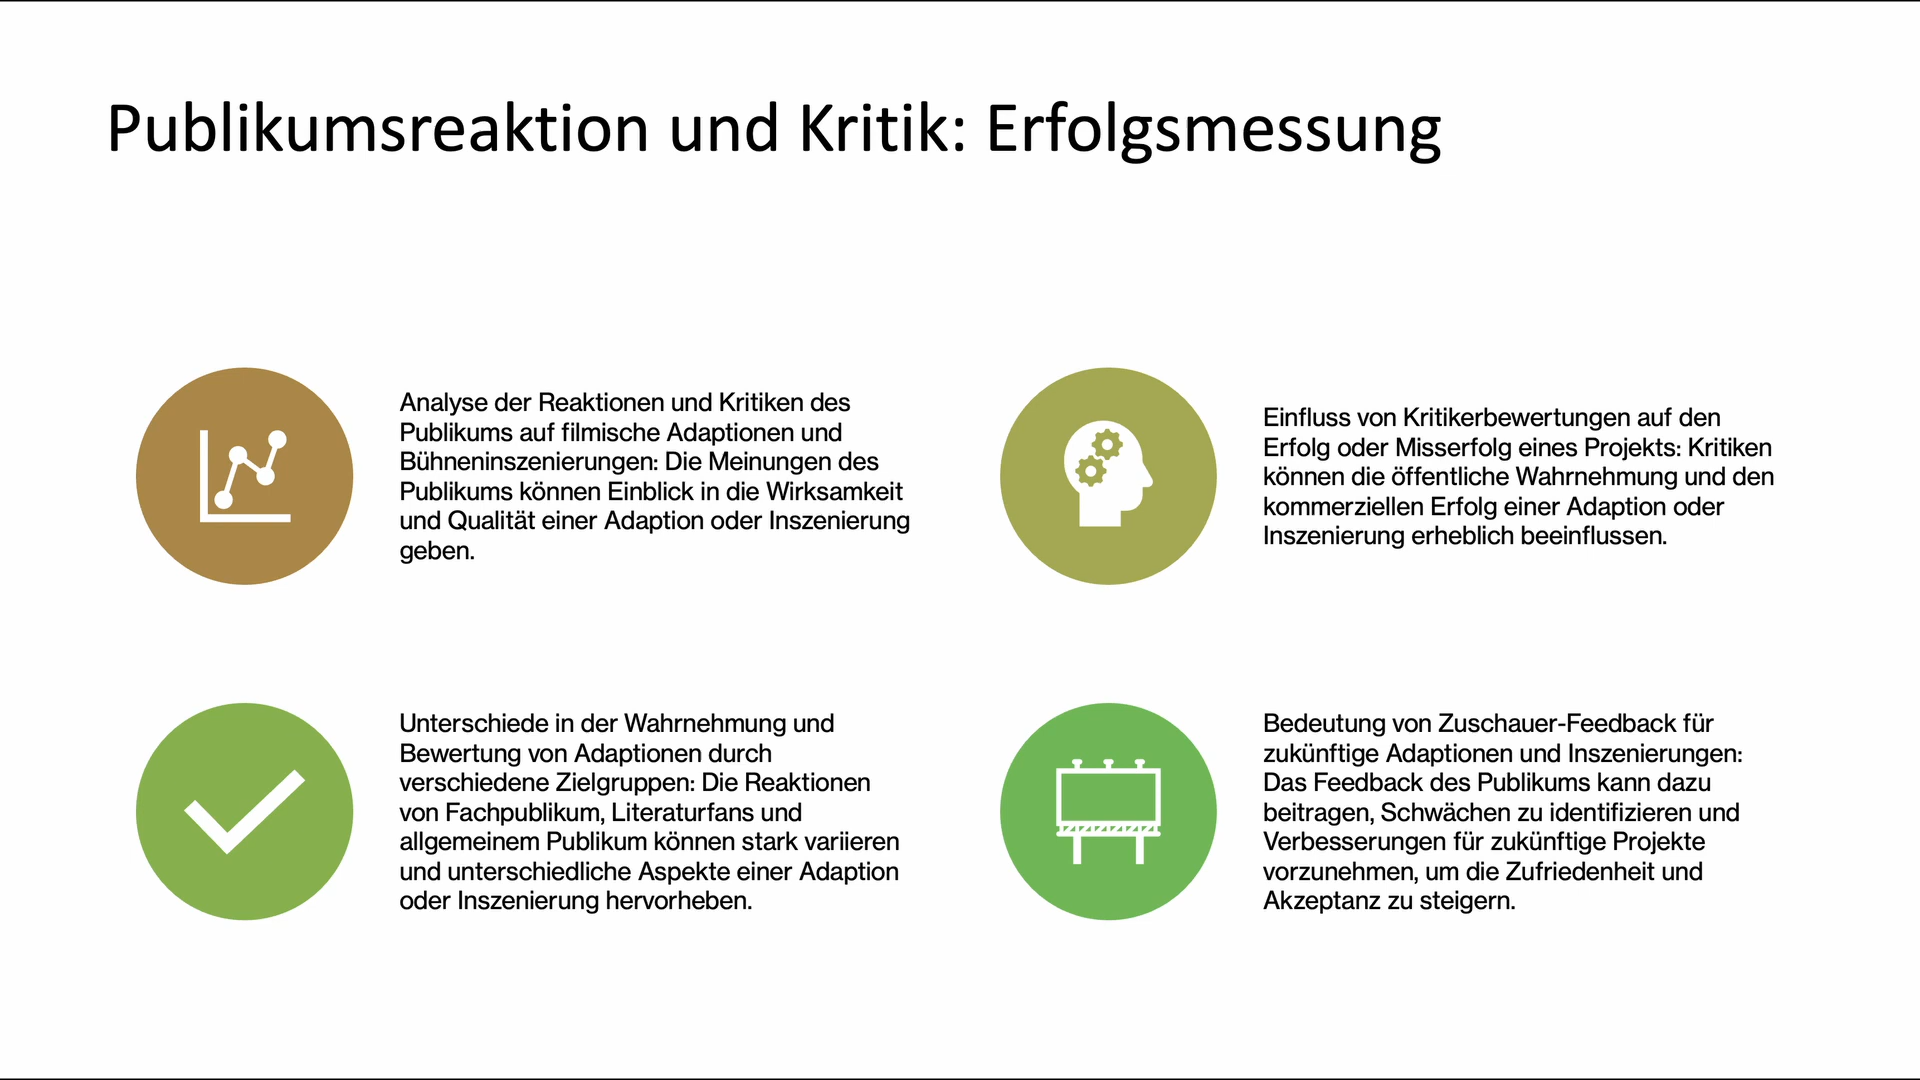 Publikumsreaktion und Kritik: Erfolgsmessung
Analyse der Reaktionen und Kritiken des
Publikums auf filmische Adaptionen und
Bühneninszenierungen: Die Meinungen des
Publikums können Einblick in die Wirksamkeit
und Qualität einer Adaption oder Inszenierung
geben.
Einfluss von Kritikerbewertungen auf den
Erfolg oder Misserfolg eines Projekts: Kritiken
können die öffentliche Wahrnehmung und den
kommerziellen Erfolg einer Adaption oder
Inszenierung erheblich beeinflussen.
Unterschiede in der Wahrnehmung und
Bewertung von Adaptionen durch
verschiedene Zielgruppen: Die Reaktionen
von Fachpublikum, Literaturfans und
allgemeinem Publikum können stark variieren
und unterschiedliche Aspekte einer Adaption
oder Inszenierung hervorheben.
Bedeutung von Zuschauer-Feedback für
zukünftige Adaptionen und Inszenierungen:
Das Feedback des Publikums kann dazu
beitragen, Schwächen zu identifizieren und
Verbesserungen für zukünftige Projekte
vorzunehmen, um die Zufriedenheit und
Akzeptanz zu steigern.